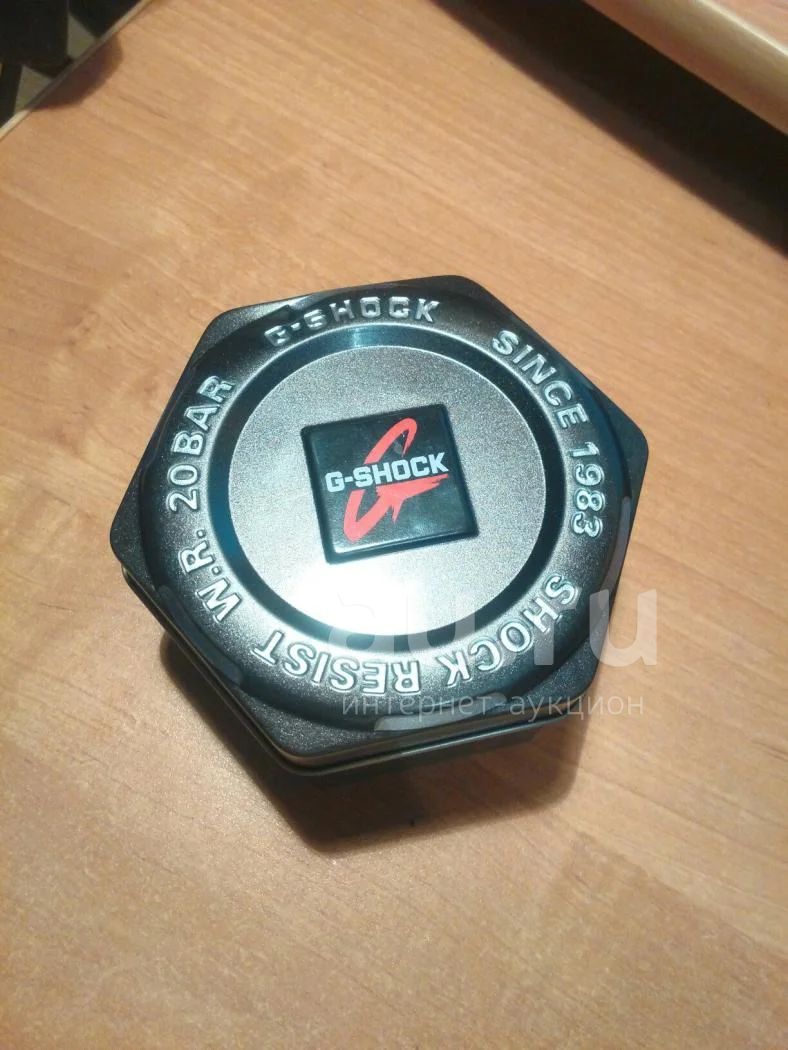 G-SHOCK
SINCE 1983
SHOCK RESIST
W.R. 20BAR
G-SHOCK
au.ru
интернет-аукцион